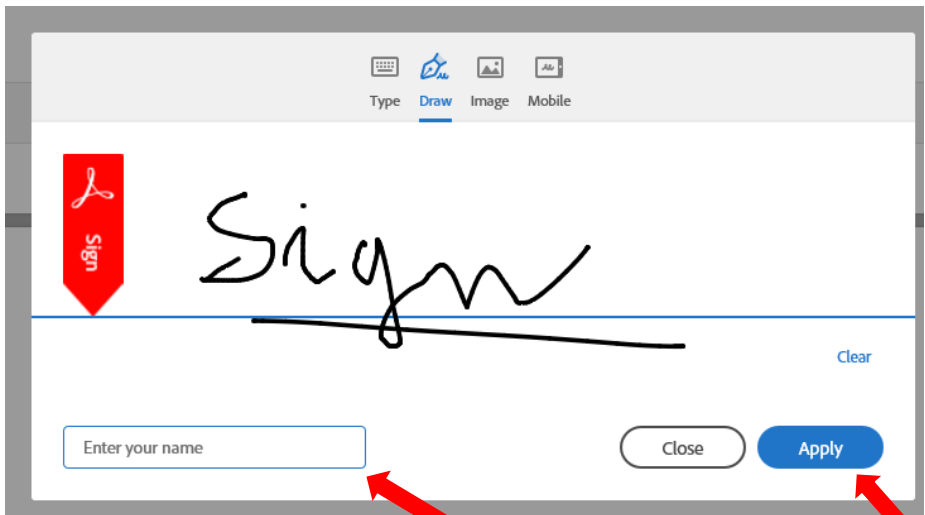 Type Draw Image Mobile
Sign
Sign
Clear
Enter your name
Close Apply